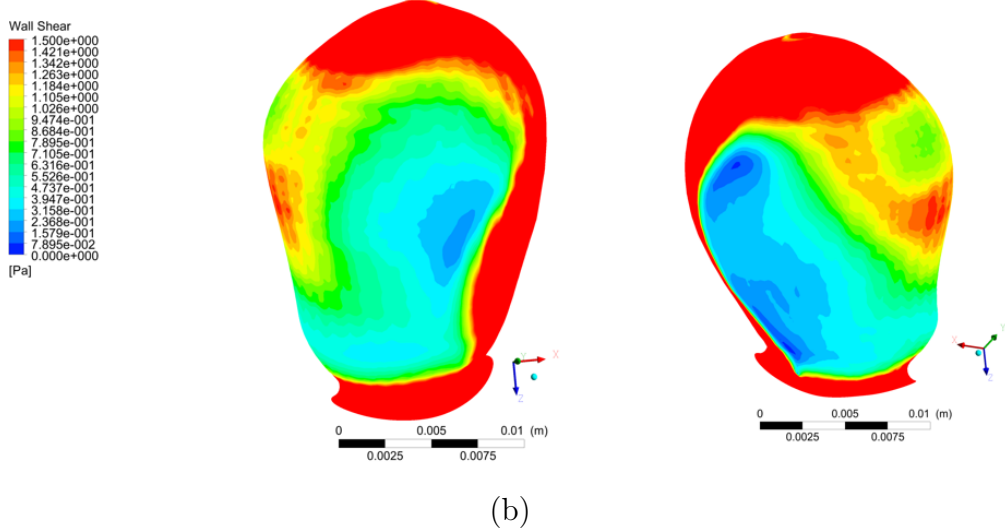 Wall Shear
1.500e+000
1.421e+000
1.342e+000
1.263e+000
1.184e+000
1.105e+000
1.026e+000
9.474e-001
8.684e-001
7.895e-001
7.105e-001
6.316e-001
5.526e-001
4.737e-001
3.947e-001
3.158e-001
2.368e-001
1.579e-001
7.895e-002
0.000e+000
[Pa]
X
Y
Z
0 0.005 0.01 (m)
0.0025 0.0075
X
Y
Z
0 0.005 0.01 (m)
0.0025 0.0075
(b)